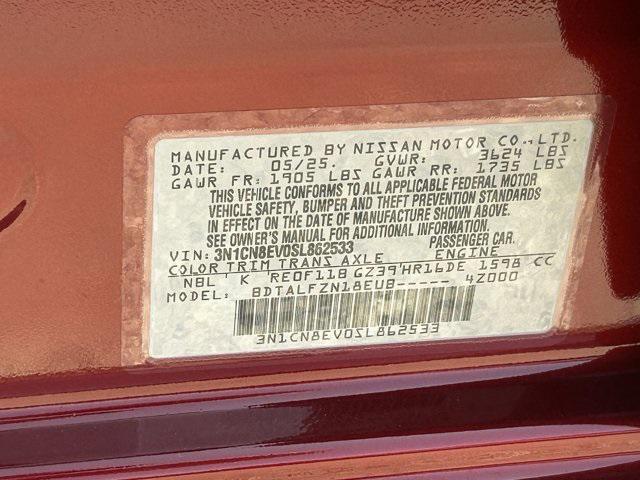 MANUFACTURED BY NISSAN MOTOR CO., LTD.
DATE: 05/25. GVWR: 3624 LBS
GAWR FR: 1905 LBS GAWR RR: 1735 LBS
THIS VEHICLE CONFORMS TO ALL APPLICABLE FEDERAL MOTOR
VEHICLE SAFETY, BUMPER AND THEFT PREVENTION STANDARDS
IN EFFECT ON THE DATE OF MANUFACTURE SHOWN ABOVE.
SEE OWNER'S MANUAL FOR ADDITIONAL INFORMATION.
VIN: 3N1CN8EV0SL862533 PASSENGER CAR.
COLOR TRIM TRANS AXLE ENGINE
NBL K RE0F11B GZ39 HR16DE 1598 CC
MODEL: BDTALFZN18EUB----- 4Z000
3N1CN8EV0SL862533